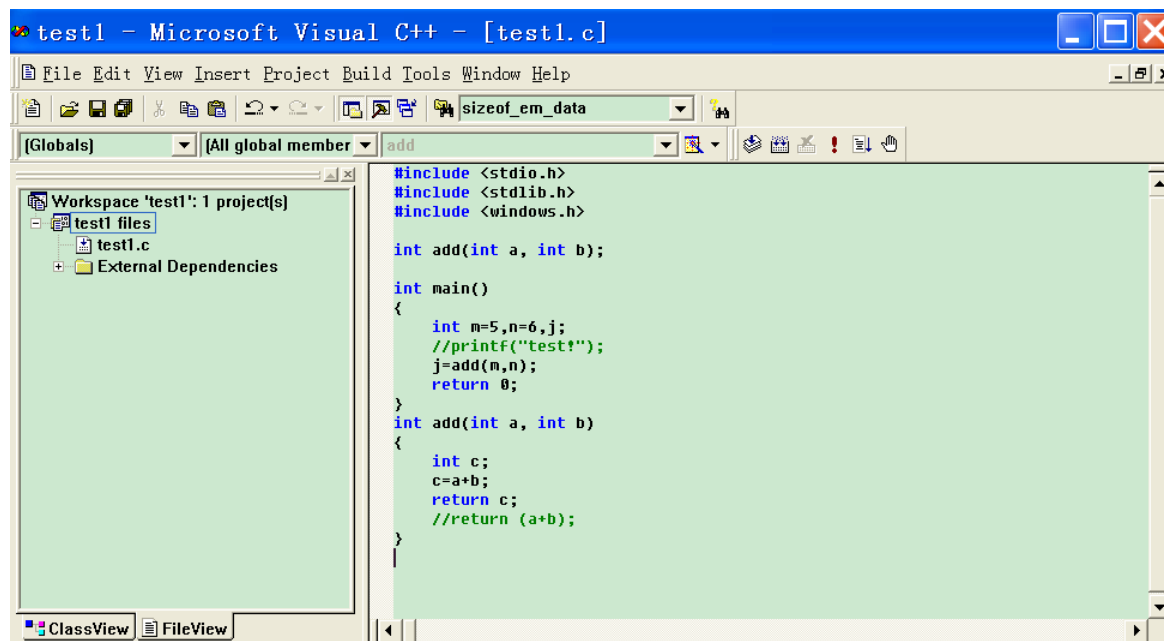 test1 - Microsoft Visual C++ - [test1.c]
File Edit View Insert Project Build Tools Window Help
sizeof_em_data
(Globals) (All global member add
Workspace 'test1': 1 project(s)
test1 files
test1.c
External Dependencies
ClassView FileView
#include <stdio.h>
#include <stdlib.h>
#include <windows.h>
int add(int a, int b);
int main()
{
int m=5,n=6,j;
//printf("test!");
j=add(m,n);
return 0;
}
int add(int a, int b)
{
int c;
c=a+b;
return c;
//return (a+b);
}